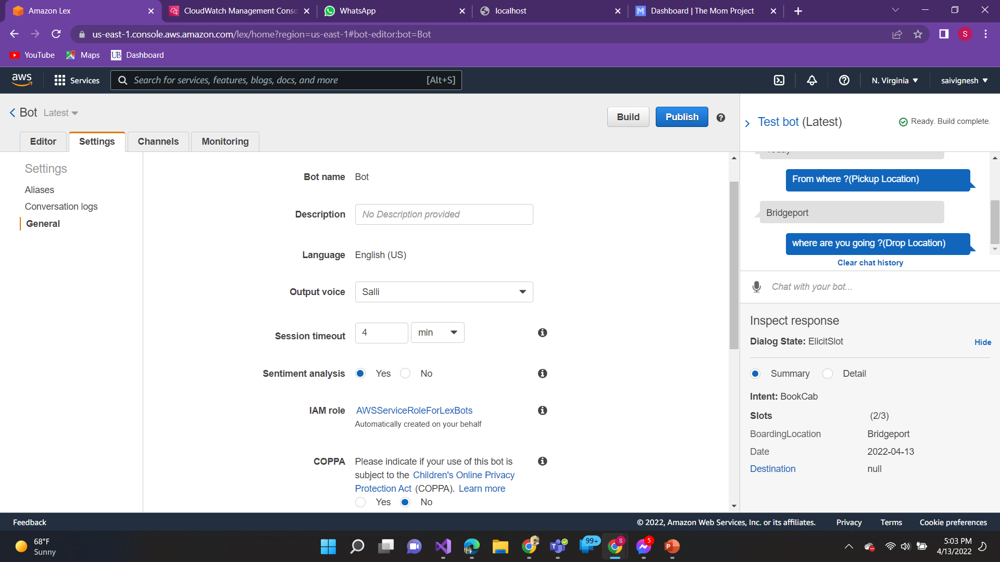 Amazon Lex
CloudWatch Management Conso
WhatsApp
localhost
M Dashboard | The Mom Project
us-east-1.console.aws.amazon.com/lex/home?region=us-east-1#bot-editor:bot=Bot
S
YouTube
Maps
UB Dashboard
aws
Services
Search for services, features, blogs, docs, and more [Alt+S]
N. Virginia
saivignesh
Bot Latest
Build
Publish
Editor
Settings
Channels
Monitoring
Settings
Aliases
Conversation logs
General
Bot name Bot
Description No Description provided
Language English (US)
Output voice Salli
Session timeout 4 min
Sentiment analysis Yes No
IAM role AWSServiceRoleForLexBots
Automatically created on your behalf
COPPA Please indicate if your use of this bot is
subject to the Children's Online Privacy
Protection Act (COPPA). Learn more
Yes No
Test bot (Latest)
Ready. Build complete.
From where ?(Pickup Location)
Bridgeport
where are you going ?(Drop Location)
Clear chat history
Chat with your bot...
Inspect response
Dialog State: ElicitSlot
Hide
Summary Detail
Intent: BookCab
Slots (2/3)
BoardingLocation Bridgeport
Date 2022-04-13
Destination null
Feedback
© 2022, Amazon Web Services, Inc. or its affiliates.
Privacy
Terms
Cookie preferences
68°F
Sunny
99+
S
5
5:03 PM
4/13/2022